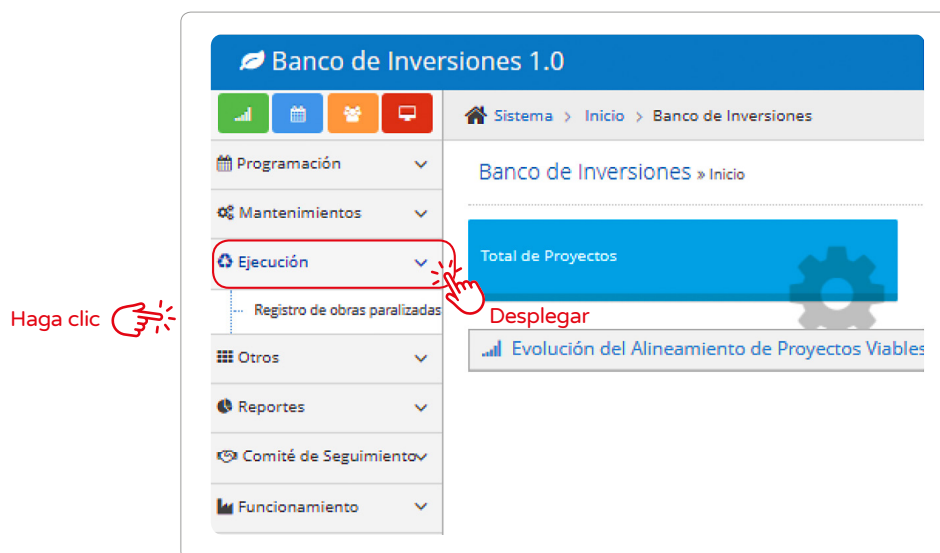 Banco de Inversiones 1.0
Sistema > Inicio > Banco de Inversiones
Programación
Mantenimientos
Ejecución
Registro de obras paralizadas
Otros
Reportes
Comité de Seguimiento
Funcionamiento
Banco de Inversiones » Inicio
Total de Proyectos
Evolución del Alineamiento de Proyectos Viables
Haga clic
Desplegar